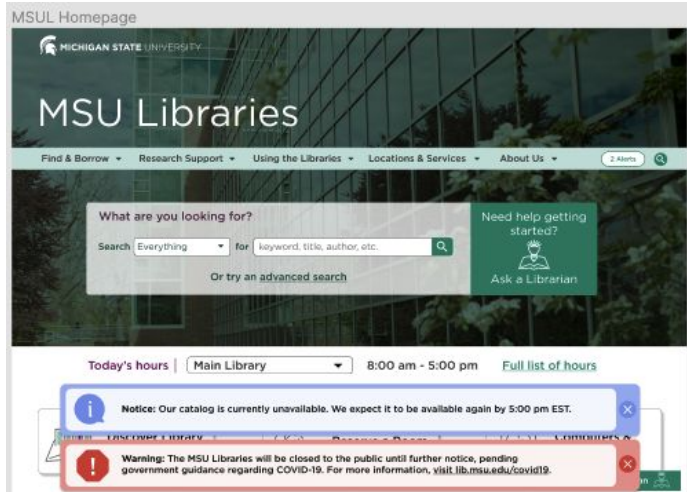 MSUL Homepage
MICHIGAN STATE UNIVERSITY
MSU Libraries
Find & Borrow Research Support Using the Libraries Locations & Services About Us 2 Alerts
What are you looking for?
Search Everything for keyword, title, author, etc.
Or try an advanced search
Need help getting
started?
Ask a Librarian
Today's hours Main Library 8:00 am - 5:00 pm Full list of hours
Notice: Our catalog is currently unavailable. We expect it to be available again by 5:00 pm EST.
Discover Library Reserve a Room Computers &
Warning: The MSU Libraries will be closed to the public until further notice, pending
government guidance regarding COVID-19. For more information, visit lib.msu.edu/covid19.